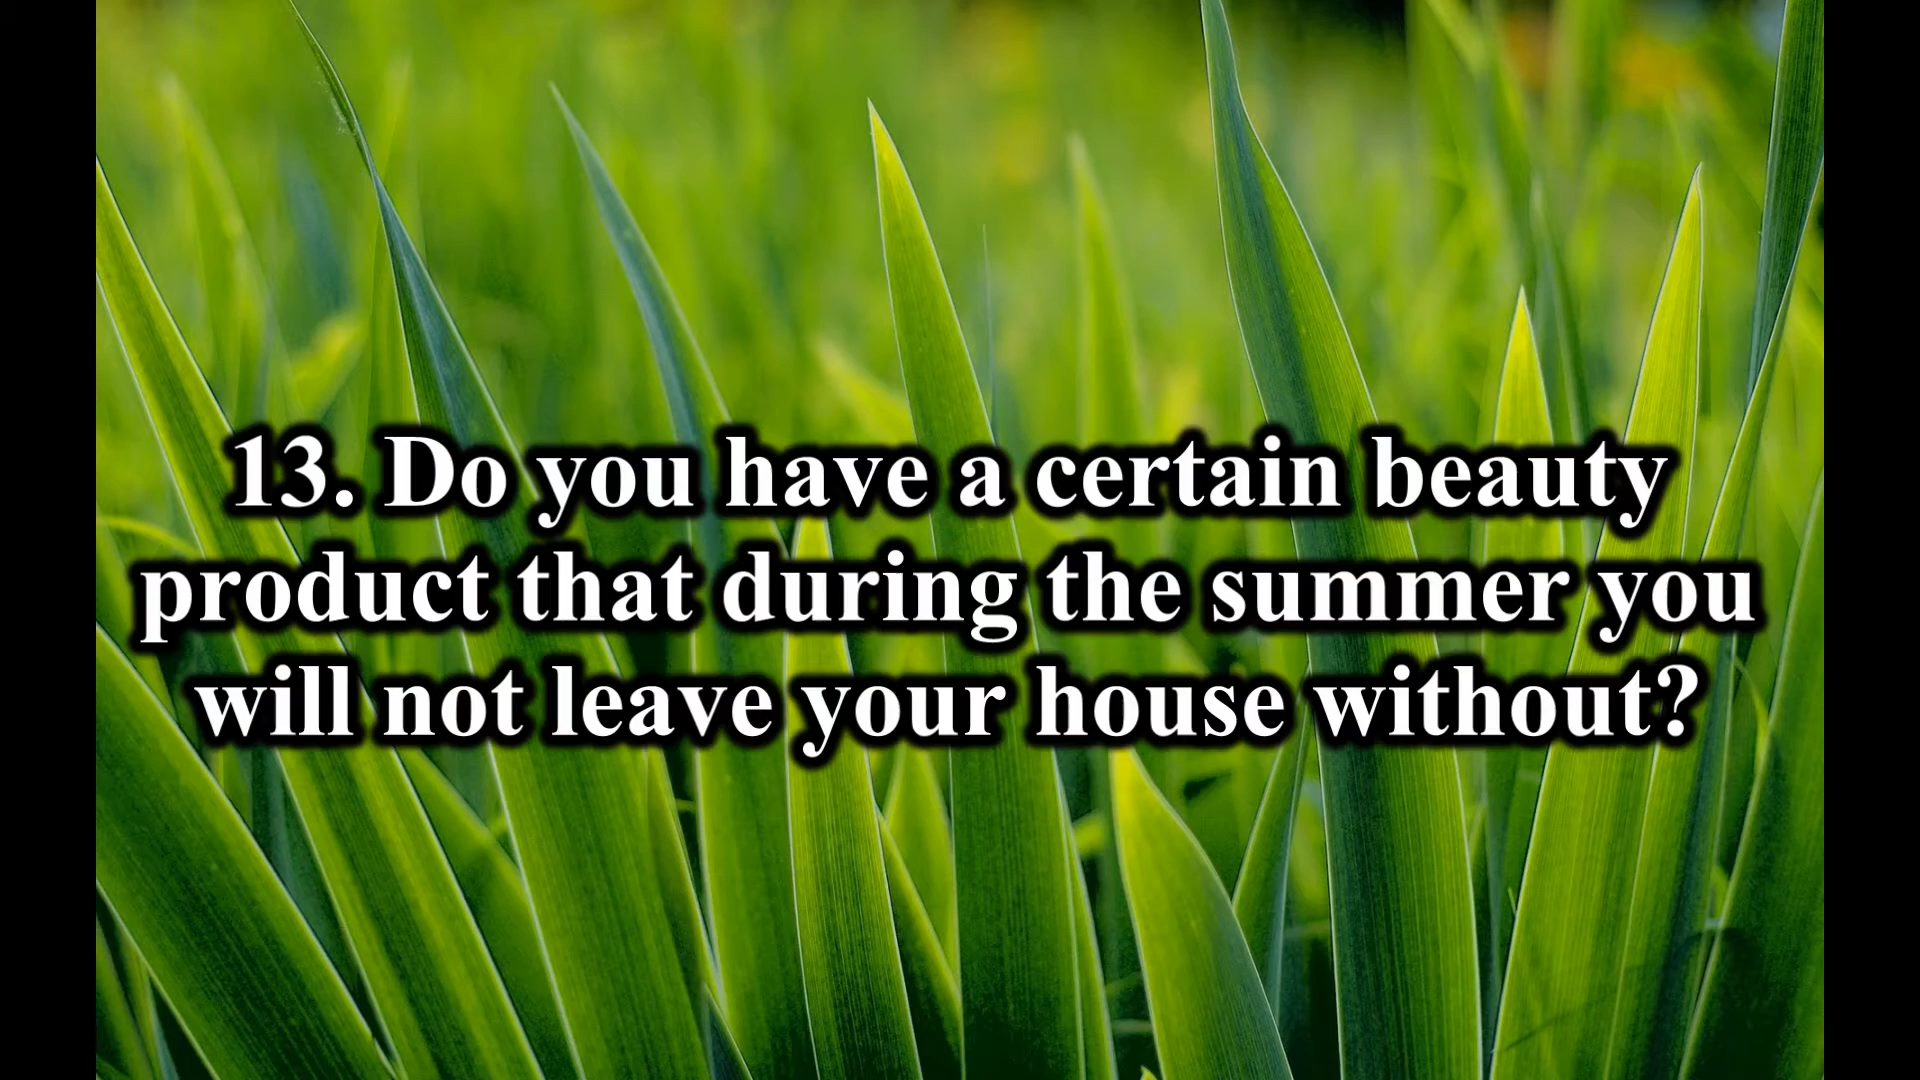 13. Do you have a certain beauty
product that during the summer you
will not leave your house without?